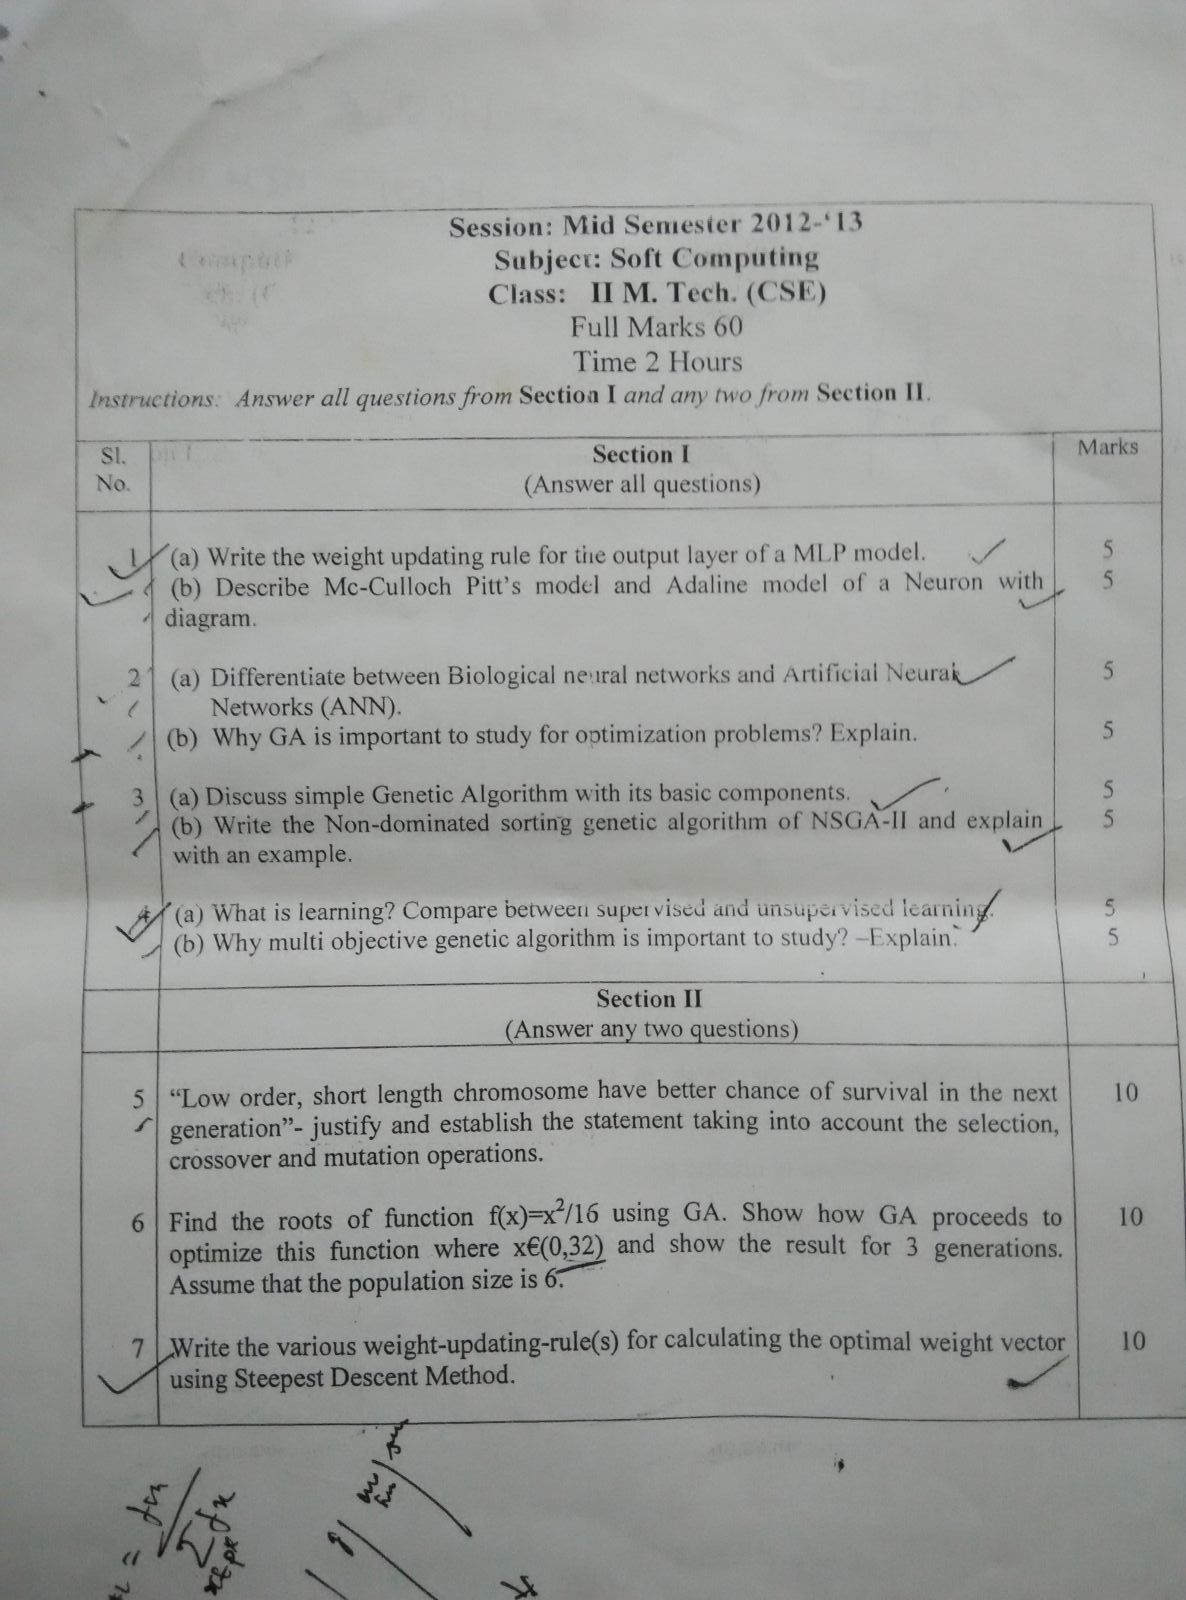 Session: Mid Semester 2012-‘13
Subject: Soft Computing
Class: II M. Tech. (CSE)
Full Marks 60
Time 2 Hours
Instructions: Answer all questions from Section I and any two from Section II.
Sl. No.
Section I
(Answer all questions)
Marks
1 (a) Write the weight updating rule for the output layer of a MLP model. 5
(b) Describe Mc-Culloch Pitt’s model and Adaline model of a Neuron with 5
diagram.
2 (a) Differentiate between Biological neural networks and Artificial Neural 5
Networks (ANN).
(b) Why GA is important to study for optimization problems? Explain. 5
3 (a) Discuss simple Genetic Algorithm with its basic components. 5
(b) Write the Non-dominated sorting genetic algorithm of NSGA-II and explain 5
with an example.
4 (a) What is learning? Compare between supervised and unsupervised learning. 5
(b) Why multi objective genetic algorithm is important to study? –Explain. 5
Section II
(Answer any two questions)
5 “Low order, short length chromosome have better chance of survival in the next 10
generation”- justify and establish the statement taking into account the selection,
crossover and mutation operations.
6 Find the roots of function f(x)=x²/16 using GA. Show how GA proceeds to 10
optimize this function where x€(0,32) and show the result for 3 generations.
Assume that the population size is 6.
7 Write the various weight-updating-rule(s) for calculating the optimal weight vector 10
using Steepest Descent Method.